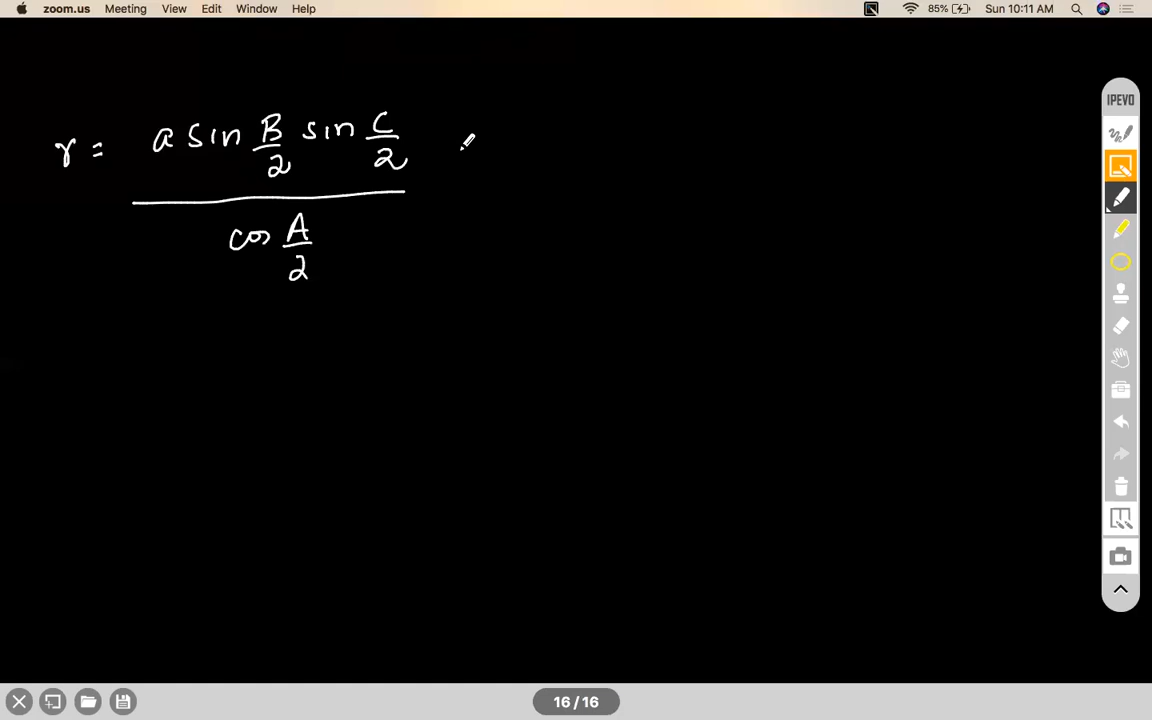 zoom.us Meeting View Edit Window Help 85% Sun 10:11 AM
IPEVO
r = a sin B/2 sin C/2
cos A/2
16 / 16